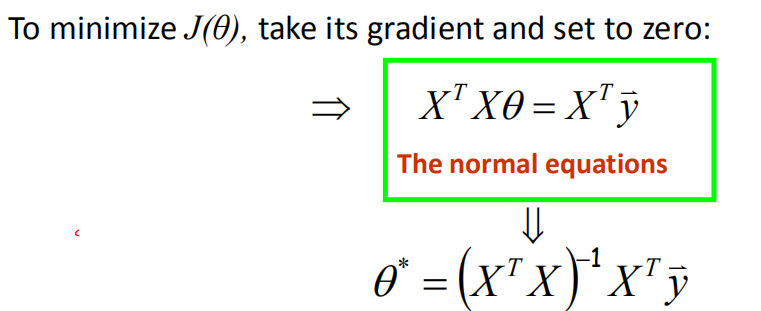 To minimize J(θ), take its gradient and set to zero:
⇒ XᵀXθ = Xᵀy⃗
The normal equations
⇓
θ* = (XᵀX)⁻¹Xᵀy⃗